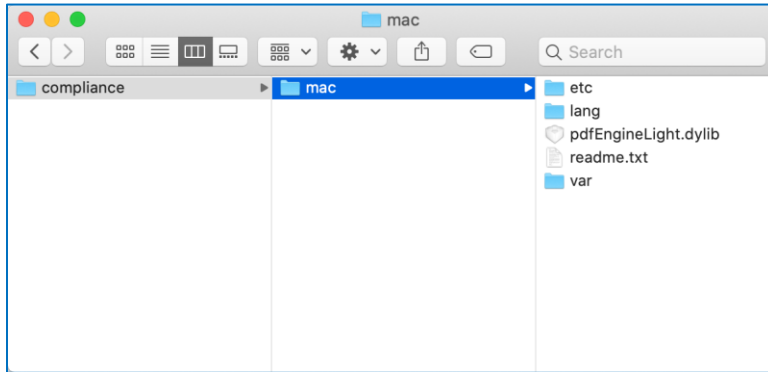 mac
Search
compliance
mac
etc
lang
pdfEngineLight.dylib
readme.txt
var